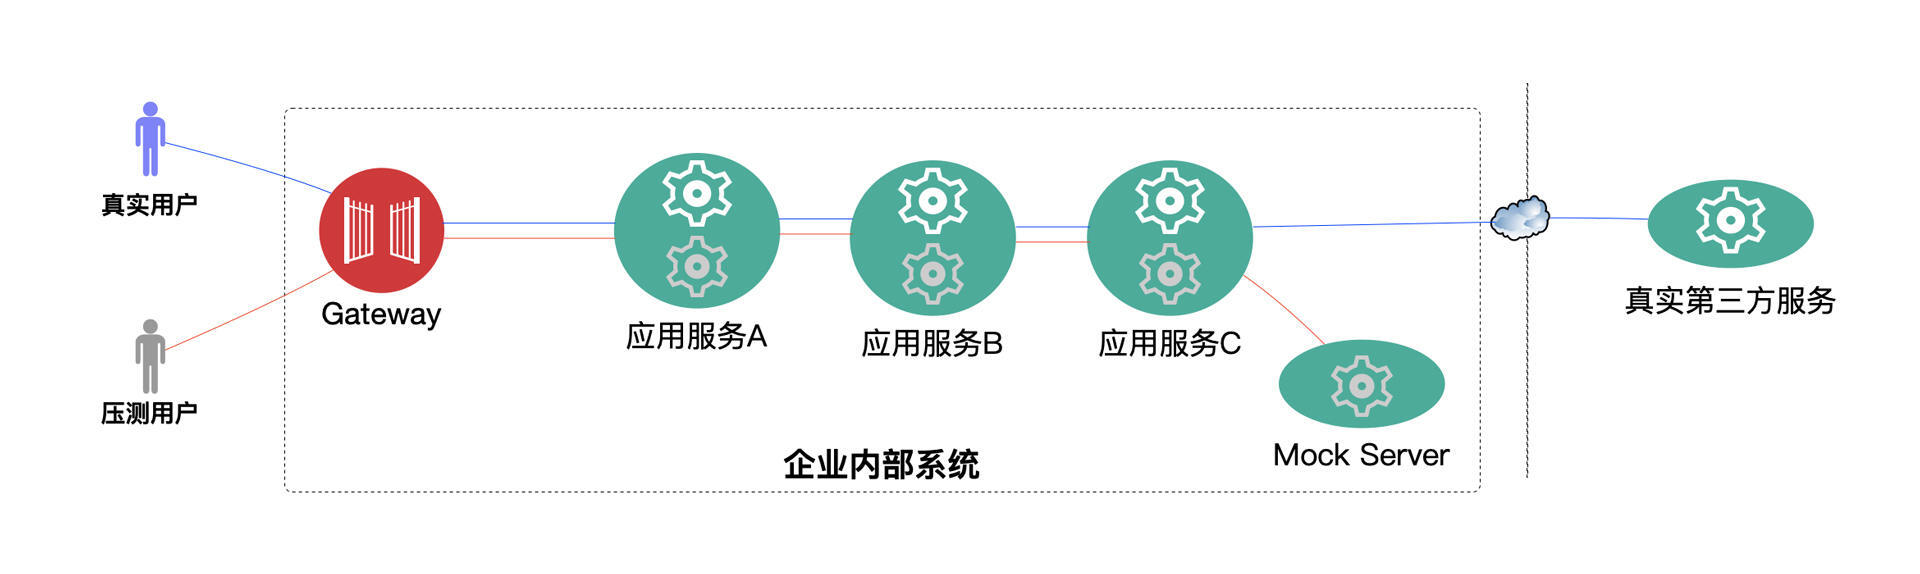 真实用户
压测用户
Gateway
应用服务A
应用服务B
应用服务C
Mock Server
企业内部系统
真实第三方服务